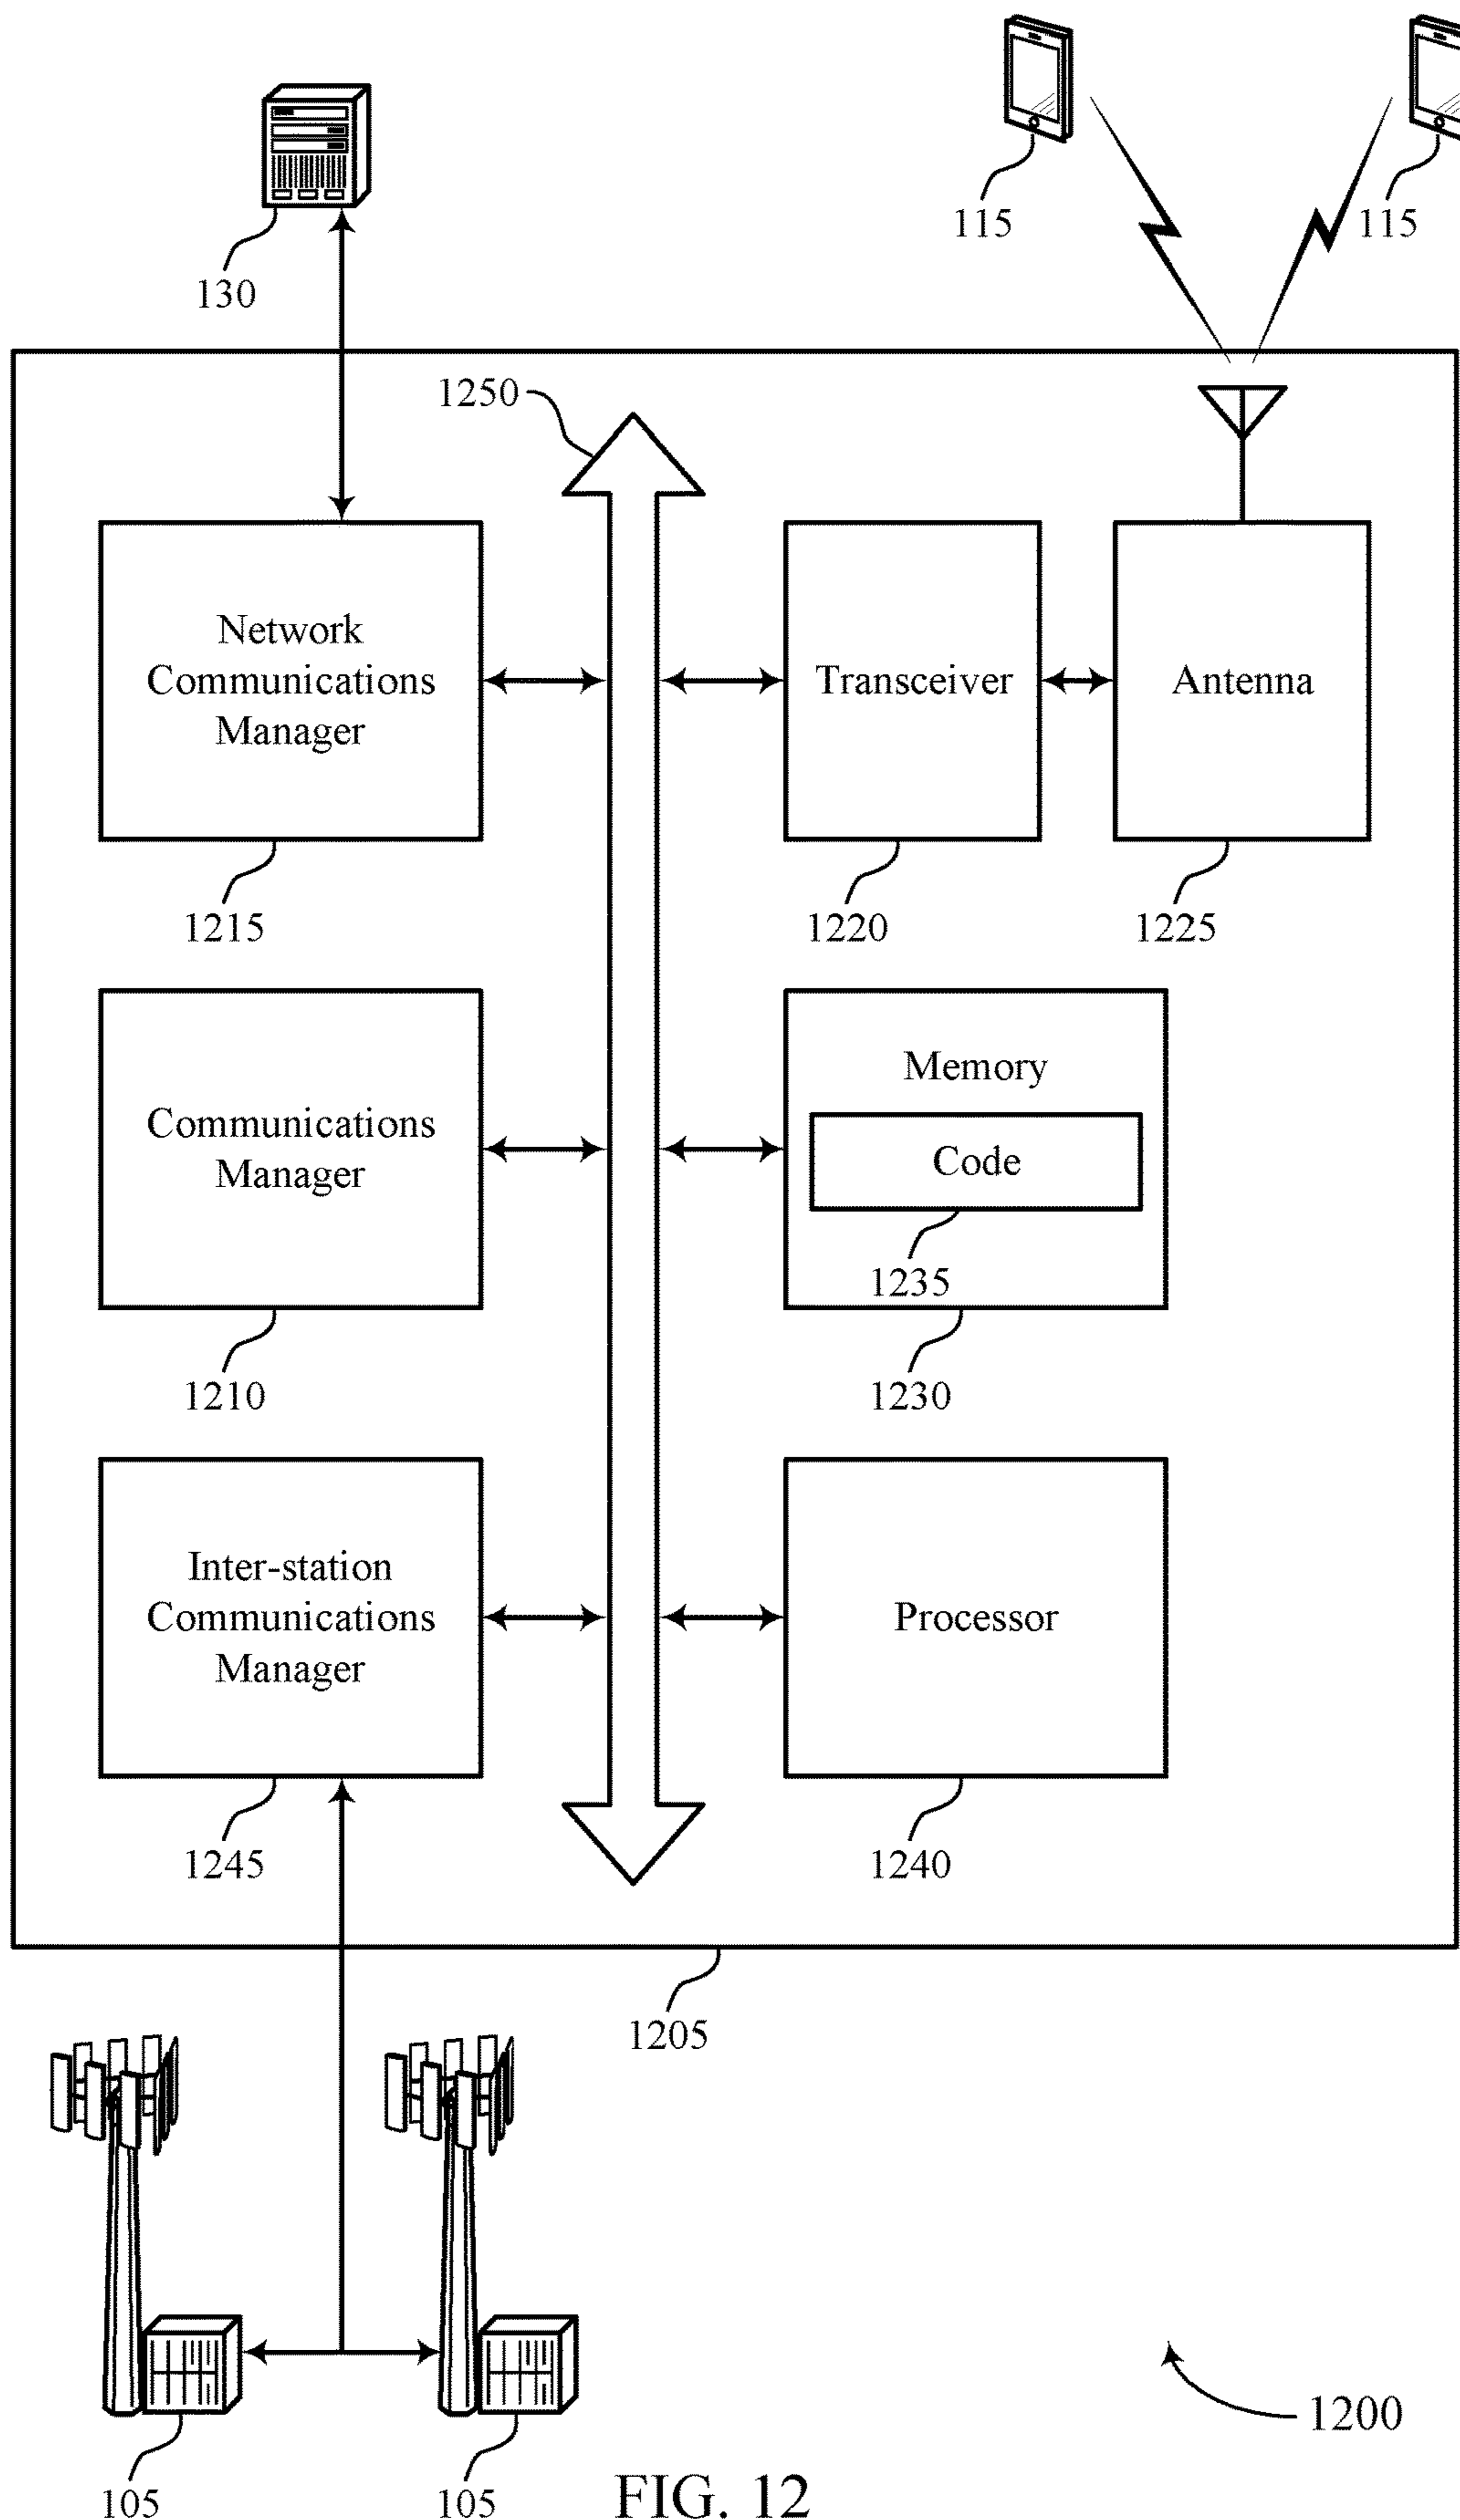 115
115
130
1250
Network
Communications
Manager
Transceiver
Antenna
1215
1220
1225
Communications
Manager
Memory
Code
1235
1210
1230
Inter-station
Communications
Manager
Processor
1245
1240
1205
1200
105
105
FIG. 12